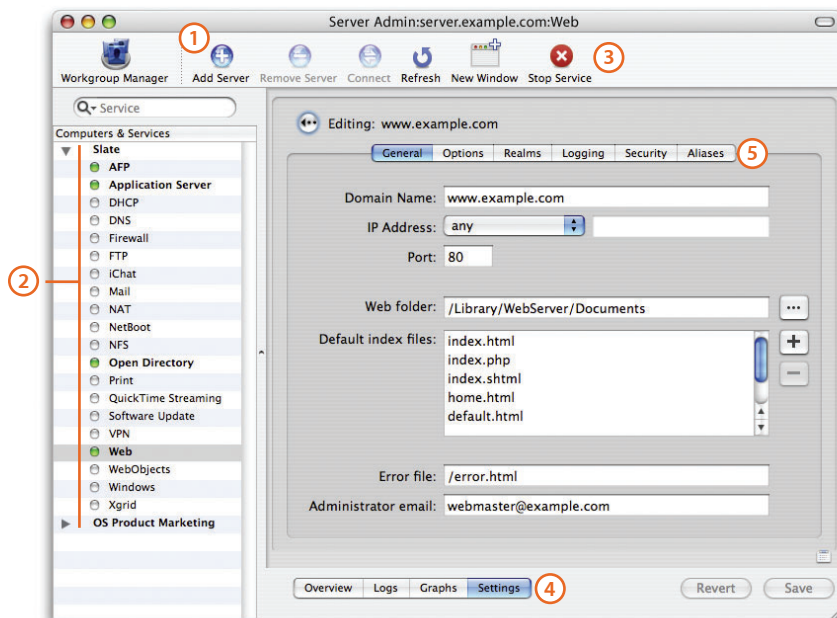 Server Admin:server.example.com:Web
1
Workgroup Manager Add Server Remove Server Connect Refresh New Window Stop Service
3
Service
Computers & Services
Slate
AFP
Application Server
DHCP
DNS
Firewall
FTP
iChat
Mail
NAT
NetBoot
NFS
Open Directory
Print
QuickTime Streaming
Software Update
VPN
Web
WebObjects
Windows
Xgrid
OS Product Marketing
2
Editing: www.example.com
General Options Realms Logging Security Aliases
5
Domain Name: www.example.com
IP Address: any
Port: 80
Web folder: /Library/WebServer/Documents
Default index files: index.html
index.php
index.shtml
home.html
default.html
Error file: /error.html
Administrator email: webmaster@example.com
Overview Logs Graphs Settings
4
Revert Save